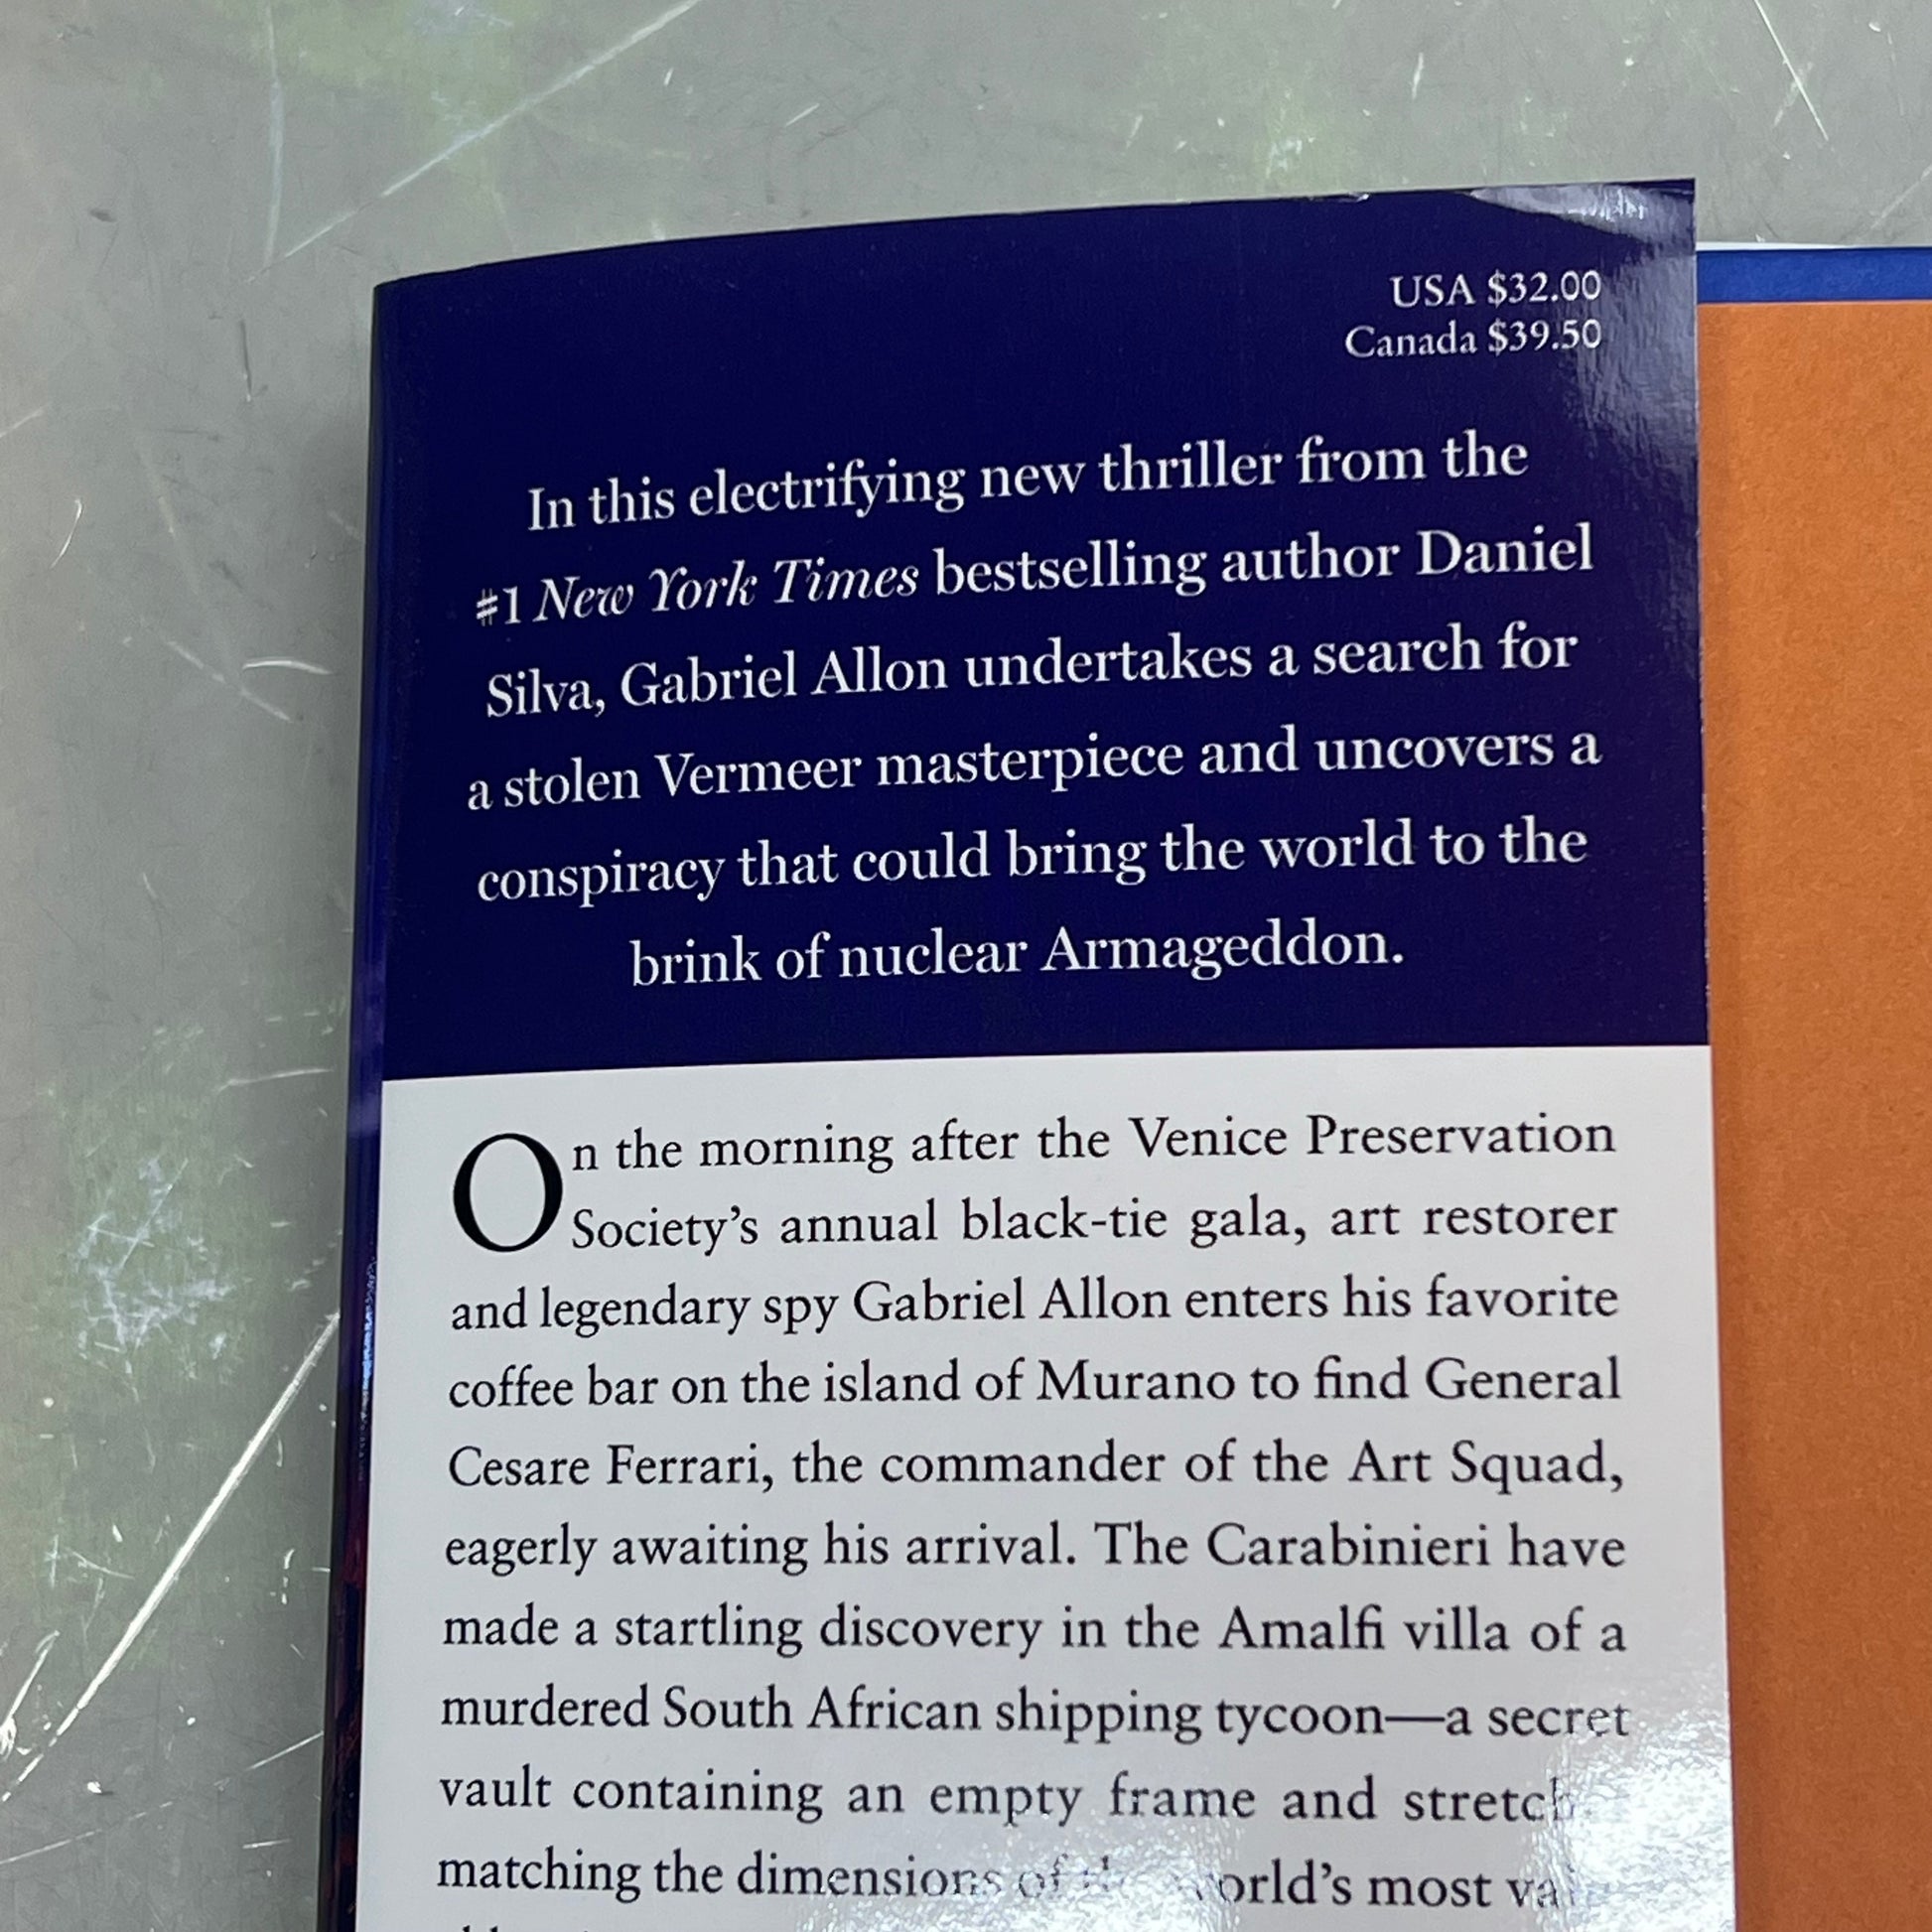 USA $32.00
Canada $39.50
In this electrifying new thriller from the
#1 New York Times bestselling author Daniel
Silva, Gabriel Allon undertakes a search for
a stolen Vermeer masterpiece and uncovers a
conspiracy that could bring the world to the
brink of nuclear Armageddon.
On the morning after the Venice Preservation
Society’s annual black-tie gala, art restorer
and legendary spy Gabriel Allon enters his favorite
coffee bar on the island of Murano to find General
Cesare Ferrari, the commander of the Art Squad,
eagerly awaiting his arrival. The Carabinieri have
made a startling discovery in the Amalfi villa of a
murdered South African shipping tycoon—a secret
vault containing an empty frame and
matching the dimensions of the world’s most